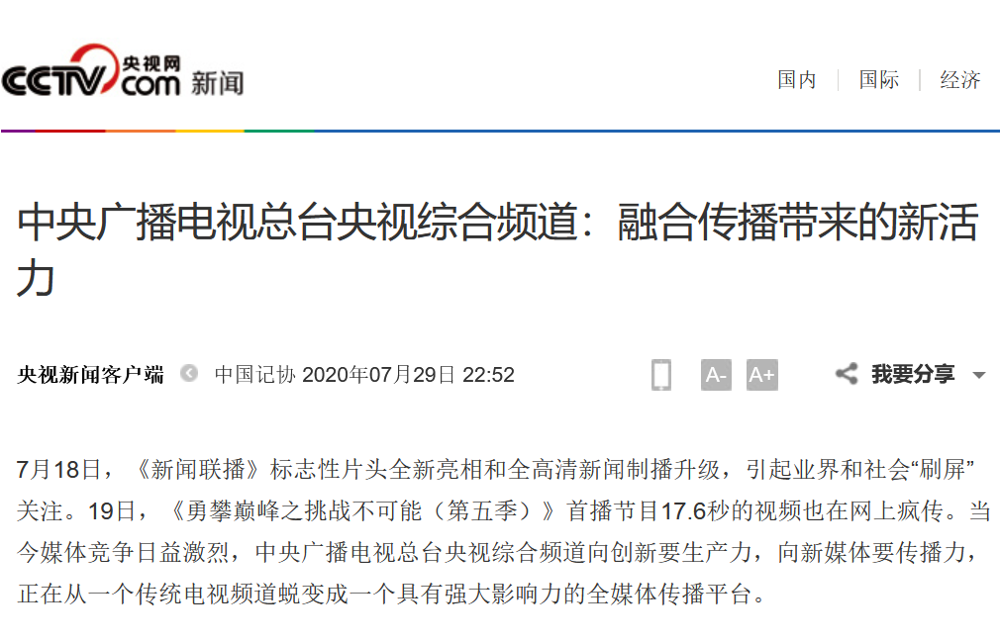 CCTV.com 央视网 新闻
国内 国际 经济
中央广播电视总台央视综合频道：融合传播带来的新活
力
央视新闻客户端 中国记协 2020年07月29日 22:52 A- A+ 我要分享
7月18日，《新闻联播》标志性片头全新亮相和全高清新闻制播升级，引起业界和社会“刷屏”
关注。19日，《勇攀巅峰之挑战不可能（第五季）》首播节目17.6秒的视频也在网上疯传。当
今媒体竞争日益激烈，中央广播电视总台央视综合频道向创新要生产力，向新媒体要传播力，
正在从一个传统电视频道蜕变成一个具有强大影响力的全媒体传播平台。